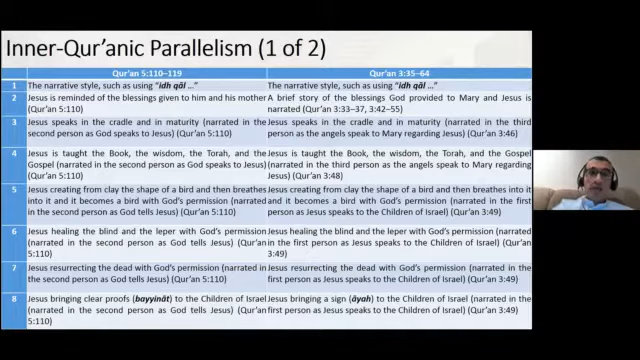 Inner-Qur'anic Parallelism (1 of 2)
Qur'an 5:110–119 Qur'an 3:35–64
1 The narrative style, such as using "idh qāl ..." The narrative style, such as using "idh qāl ..."
2 Jesus is reminded of the blessings given to him and his mother A brief story of the blessings God provided to Mary and Jesus is
(Qur'an 5:110) narrated (Qur'an 3:33–37, 3:42–55)
3 Jesus speaks in the cradle and in maturity (narrated in the Jesus speaks in the cradle and in maturity (narrated in the third
second person as God speaks to Jesus) (Qur'an 5:110) person as the angels speak to Mary regarding Jesus) (Qur'an 3:46)
4 Jesus is taught the Book, the wisdom, the Torah, and the Jesus is taught the Book, the wisdom, the Torah, and the Gospel
Gospel (narrated in the second person as God speaks to Jesus) (narrated in the third person as the angels speak to Mary regarding
(Qur'an 5:110) Jesus) (Qur'an 3:48)
5 Jesus creating from clay the shape of a bird and then breathes Jesus creating from clay the shape of a bird and then breathes into it
into it and it becomes a bird with God's permission (narrated and it becomes a bird with God's permission (narrated in the first
in the second person as God tells Jesus) (Qur'an 5:110) person as Jesus speaks to the Children of Israel) (Qur'an 3:49)
6 Jesus healing the blind and the leper with God's permission Jesus healing the blind and the leper with God's permission (narrated
(narrated in the second person as God tells Jesus) (Qur'an in the first person as Jesus speaks to the Children of Israel) (Qur'an
5:110) 3:49)
7 Jesus resurrecting the dead with God's permission (narrated in Jesus resurrecting the dead with God's permission (narrated in the
the second person as God tells Jesus) (Qur'an 5:110) first person as Jesus speaks to the Children of Israel) (Qur'an 3:49)
8 Jesus bringing clear proofs (bayyināt) to the Children of Israel Jesus bringing a sign (āyah) to the Children of Israel (narrated in the
(narrated in the second person as God tells Jesus) (Qur'an first person as Jesus speaks to the Children of Israel) (Qur'an 3:49)
5:110)